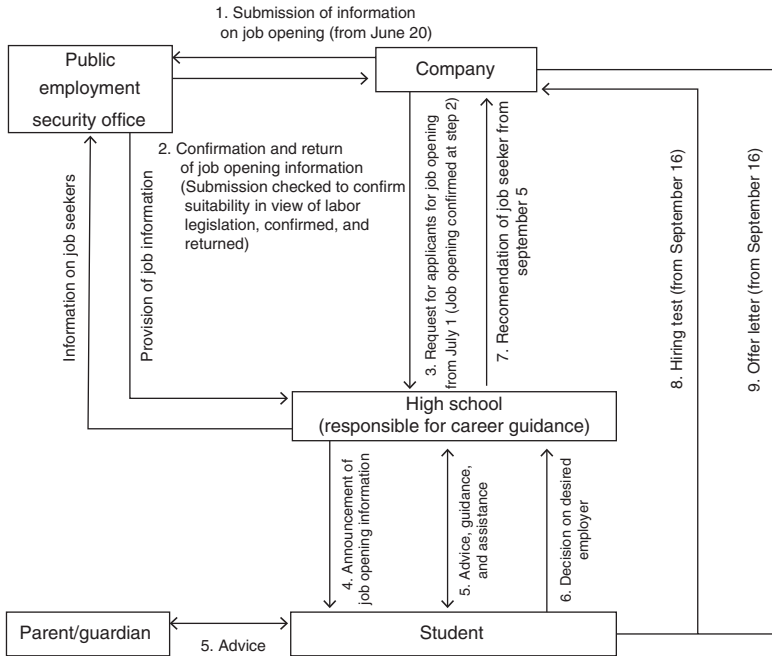 1. Submission of information
on job opening (from June 20)
Public
employment
security office
Company
2. Confirmation and return
of job opening information
(Submission checked to confirm
suitability in view of labor
legislation, confirmed, and
returned)
Information on job seekers
Provision of job information
3. Request for applicants for job opening
from July 1 (Job opening confirmed at step 2)
7. Recomendation of job seeker from
september 5
8. Hiring test (from September 16)
9. Offer letter (from September 16)
High school
(responsible for career guidance)
4. Announcement of
job opening information
5. Advice, guidance,
and assistance
6. Decision on desired
employer
Parent/guardian
5. Advice
Student